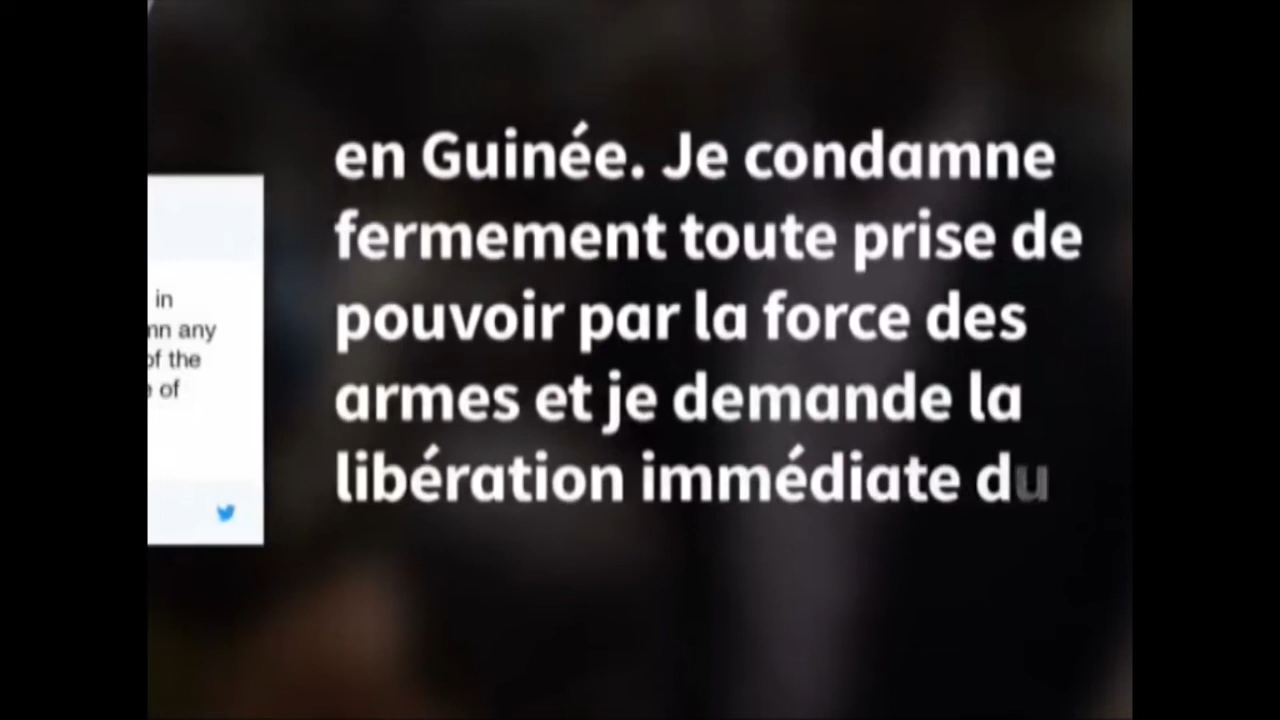 in
any
of the
of
en Guinée. Je condamne
fermement toute prise de
pouvoir par la force des
armes et je demande la
libération immédiate du